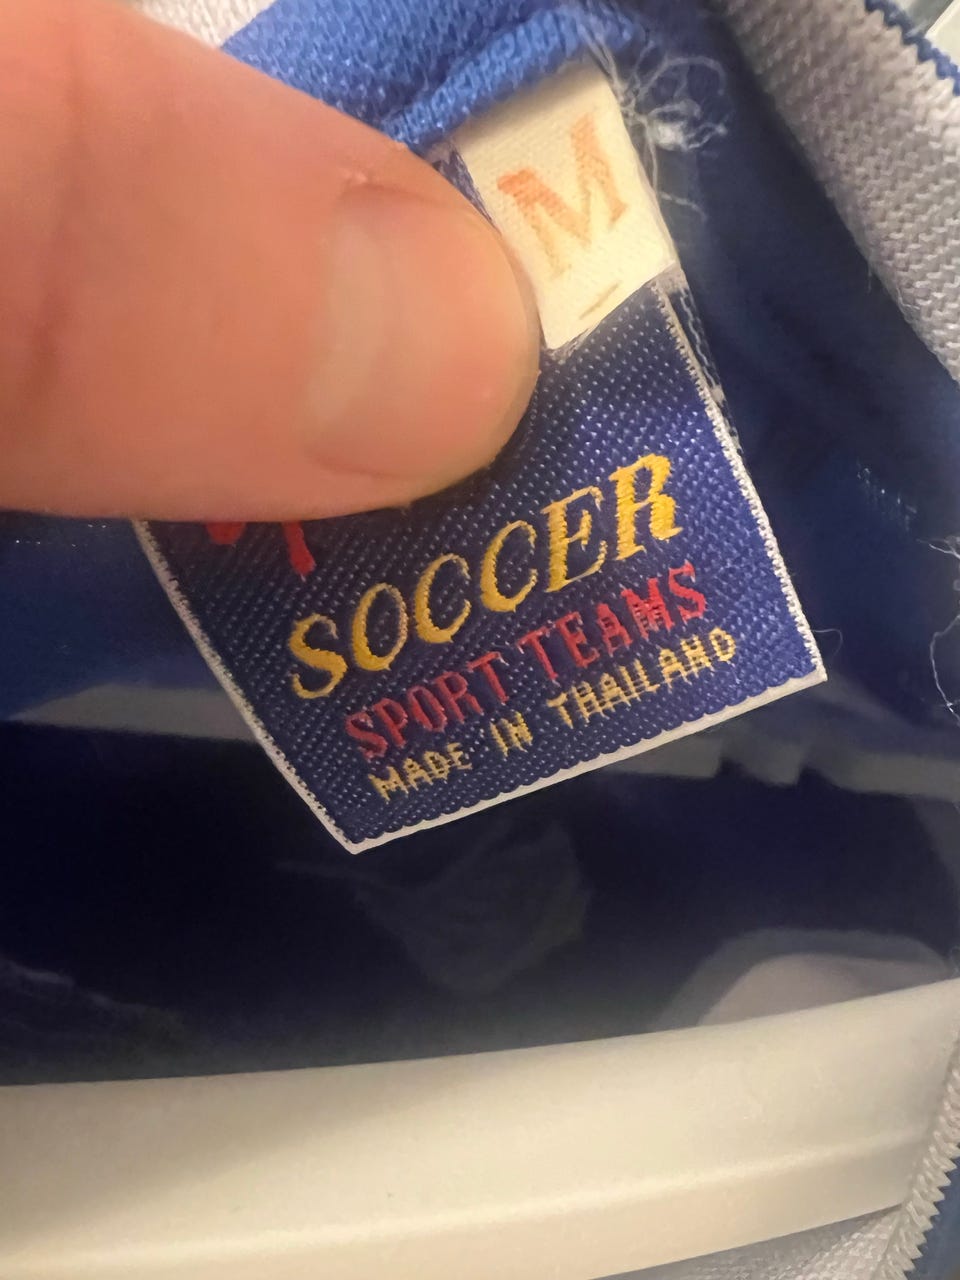 M
SOCCER
SPORT TEAMS
MADE IN THAILAND